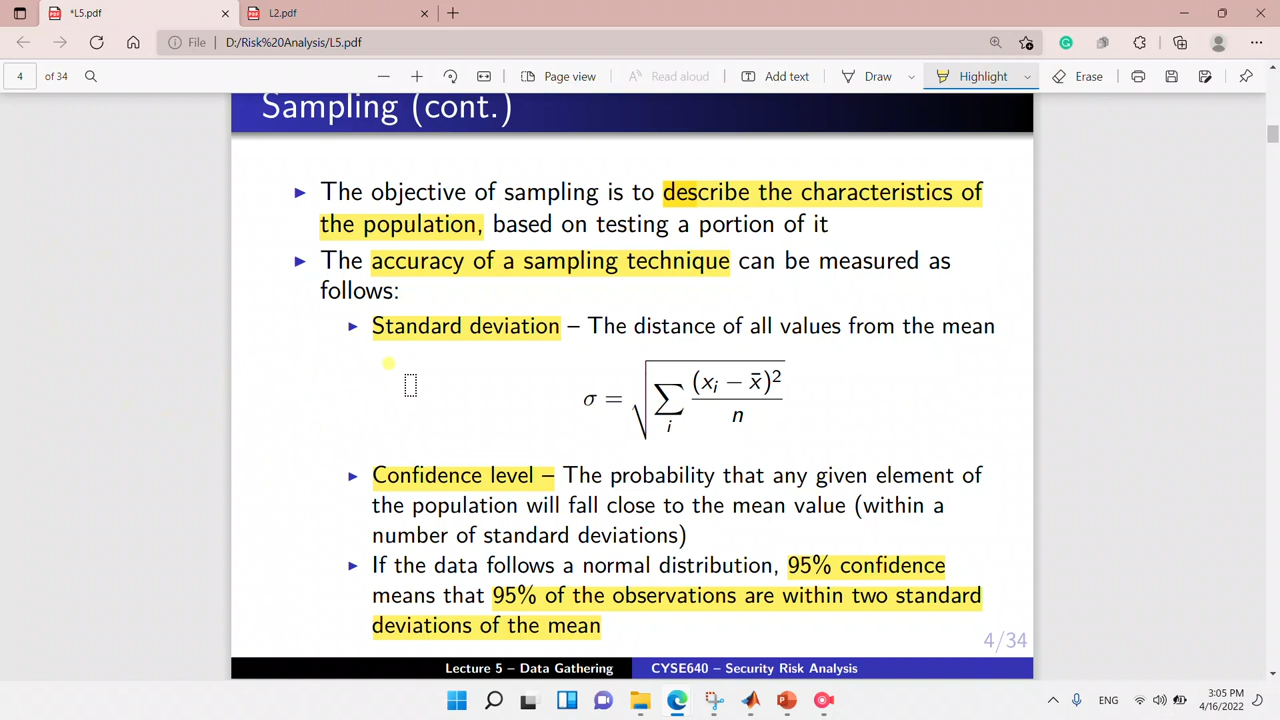 *L5.pdf
L2.pdf
File D:/Risk%20Analysis/L5.pdf
4 of 34 Page view Read aloud Add text Draw Highlight Erase
Sampling (cont.)
The objective of sampling is to describe the characteristics of
the population, based on testing a portion of it
The accuracy of a sampling technique can be measured as
follows:
Standard deviation – The distance of all values from the mean
σ = √ ∑i (xi − x̄)² / n
Confidence level – The probability that any given element of
the population will fall close to the mean value (within a
number of standard deviations)
If the data follows a normal distribution, 95% confidence
means that 95% of the observations are within two standard
deviations of the mean
4/34
Lecture 5 – Data Gathering CYSE640 – Security Risk Analysis
ENG
3:05 PM
4/16/2022